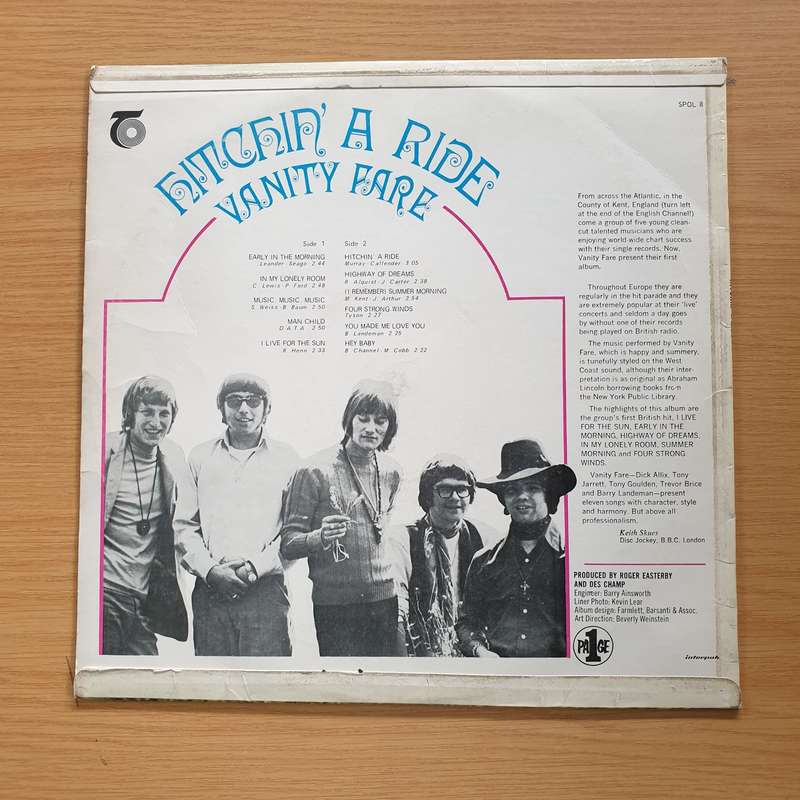 SPOL 8
HITCHIN' A RIDE
VANITY FARE
Side 1
EARLY IN THE MORNING
Leander-Seago 2.44
IN MY LONELY ROOM
C. Lewis-P. Ford 2.48
MUSIC, MUSIC, MUSIC
S. Weiss-B. Baum 2.50
MAN CHILD
D.A.T.A. 2.50
I LIVE FOR THE SUN
R. Henn 2.35
Side 2
HITCHIN' A RIDE
Murray-Callender 3.05
HIGHWAY OF DREAMS
R. Alquist-J. Carter 2.38
(I REMEMBER) SUMMER MORNING
M. Kent-J. Arthur 2.54
FOUR STRONG WINDS
Tyson 2.27
YOU MADE ME LOVE YOU
B. Landeman 2.25
HEY BABY
B. Channel-M. Cobb 2.22
From across the Atlantic, in the
County of Kent, England (turn left
at the end of the English Channel!)
come a group of five young clean-
cut talented musicians who are
enjoying world-wide chart success
with their single records. Now,
Vanity Fare present their first
album.
Throughout Europe they are
regularly in the hit parade and they
are extremely popular at their 'live'
concerts and seldom a day goes
by without one of their records
being played on British radio.
The music performed by Vanity
Fare, which is happy and summery,
is tunefully styled on the West
Coast sound, although their inter-
pretation is as original as Abraham
Lincoln borrowing books from
the New York Public Library.
The highlights of this album are
the group's first British hit, I LIVE
FOR THE SUN, EARLY IN THE
MORNING, HIGHWAY OF DREAMS,
IN MY LONELY ROOM, SUMMER
MORNING and FOUR STRONG
WINDS.
Vanity Fare—Dick Allix, Tony
Jarrett, Tony Goulden, Trevor Brice
and Barry Landeman—present
eleven songs with character, style
and harmony. But above all
professionalism.
Keith Skues
Disc Jockey, B.B.C. London
PRODUCED BY ROGER EASTERBY
AND DES CHAMP
Engineer: Barry Ainsworth
Liner Photo: Kevin Lear
Album design: Farmlett, Barsanti & Assoc.
Art Direction: Beverly Weinstein
PAGE 1
interpak